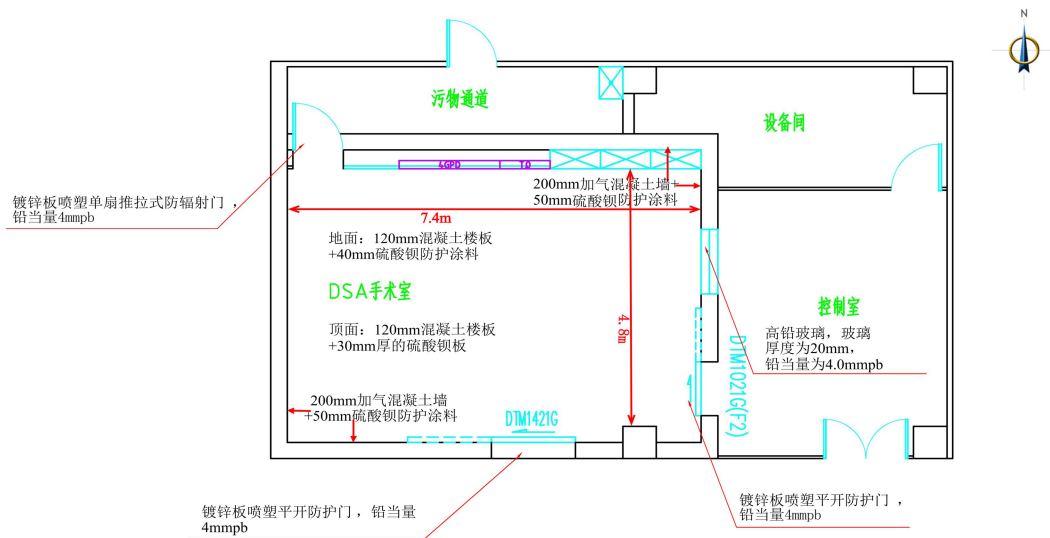 N
污物通道
设备间
4GPD
T.D
200mm加气混凝土墙+
50mm硫酸钡防护涂料
镀锌板喷塑单扇推拉式防辐射门，
铅当量4mmpb
7.4m
地面：120mm混凝土楼板
+40mm硫酸钡防护涂料
DSA手术室
4.8m
控制室
顶面：120mm混凝土楼板
+30mm厚的硫酸钡板
高铅玻璃，玻璃
厚度为20mm，
铅当量为4.0mmpb
DTM1021G(F2)
200mm加气混凝土墙
+50mm硫酸钡防护涂料
DTM1421G
镀锌板喷塑平开防护门，铅当量
4mmpb
镀锌板喷塑平开防护门，
铅当量4mmpb